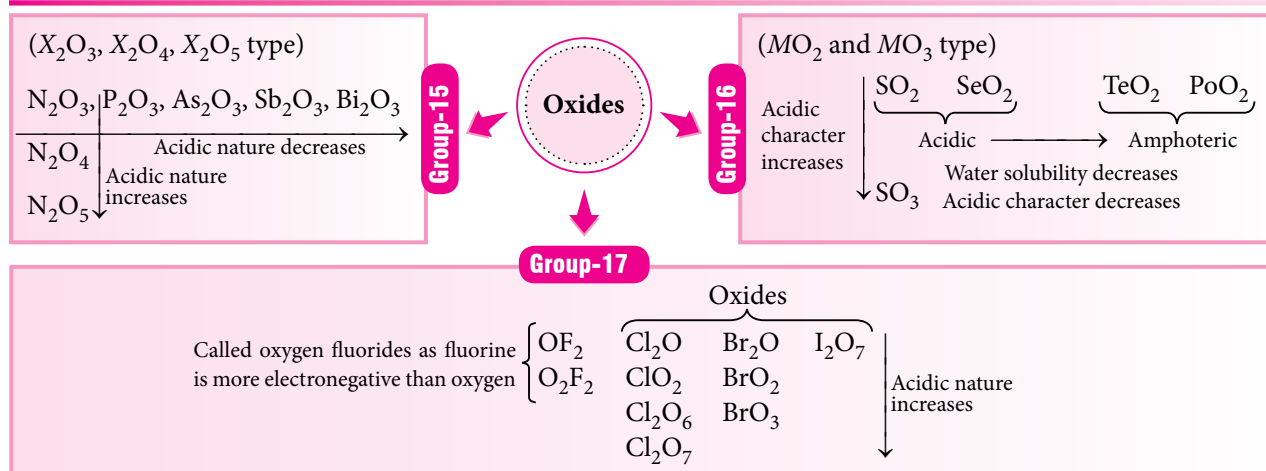 (X₂O₃, X₂O₄, X₂O₅ type)
N₂O₃, P₂O₃, As₂O₃, Sb₂O₃, Bi₂O₃
Acidic nature decreases
N₂O₄
Acidic nature
increases
N₂O₅
Group-15
Oxides
Group-16
(MO₂ and MO₃ type)
Acidic
character
increases
SO₂ SeO₂ TeO₂ PoO₂
Acidic Amphoteric
Water solubility decreases
Acidic character decreases
SO₃
Group-17
Oxides
Called oxygen fluorides as fluorine
is more electronegative than oxygen
OF₂ Cl₂O Br₂O I₂O₇
O₂F₂ ClO₂ BrO₂
Cl₂O₆ BrO₃
Cl₂O₇
Acidic nature
increases